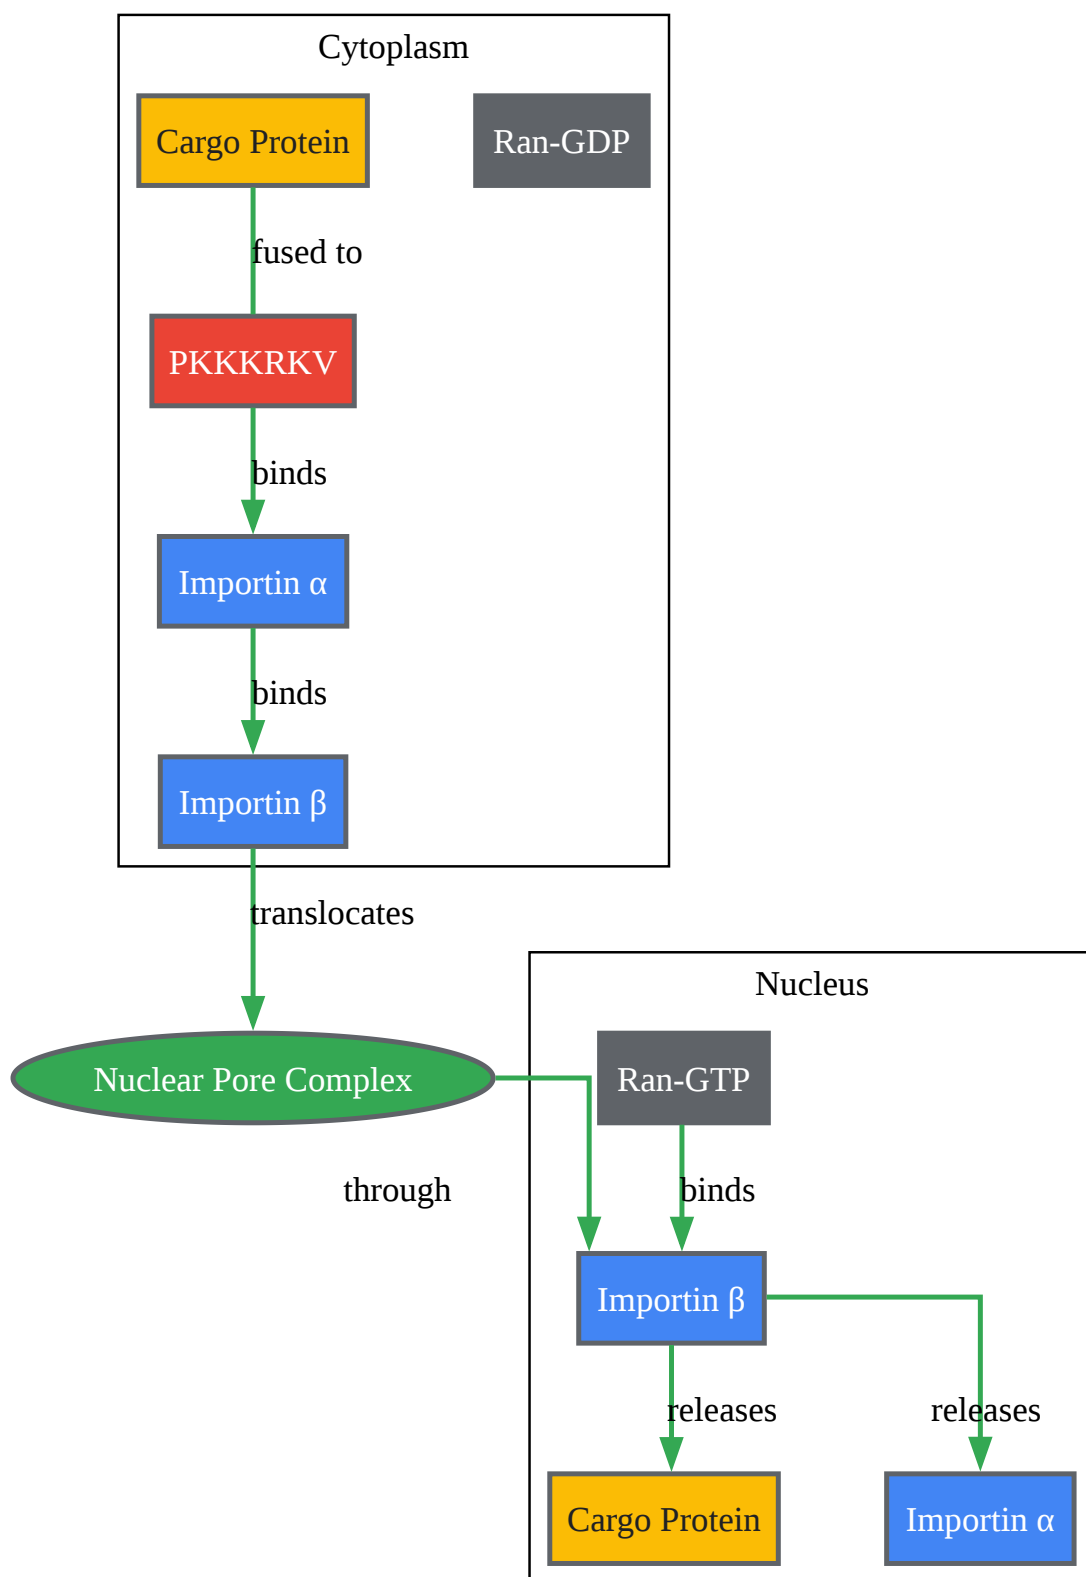 Cytoplasm
Cargo Protein
Ran-GDP
fused to
PKKKRKV
binds
Importin α
binds
Importin β
translocates
Nucleus
Nuclear Pore Complex
Ran-GTP
through
binds
Importin β
releases
releases
Cargo Protein
Importin α